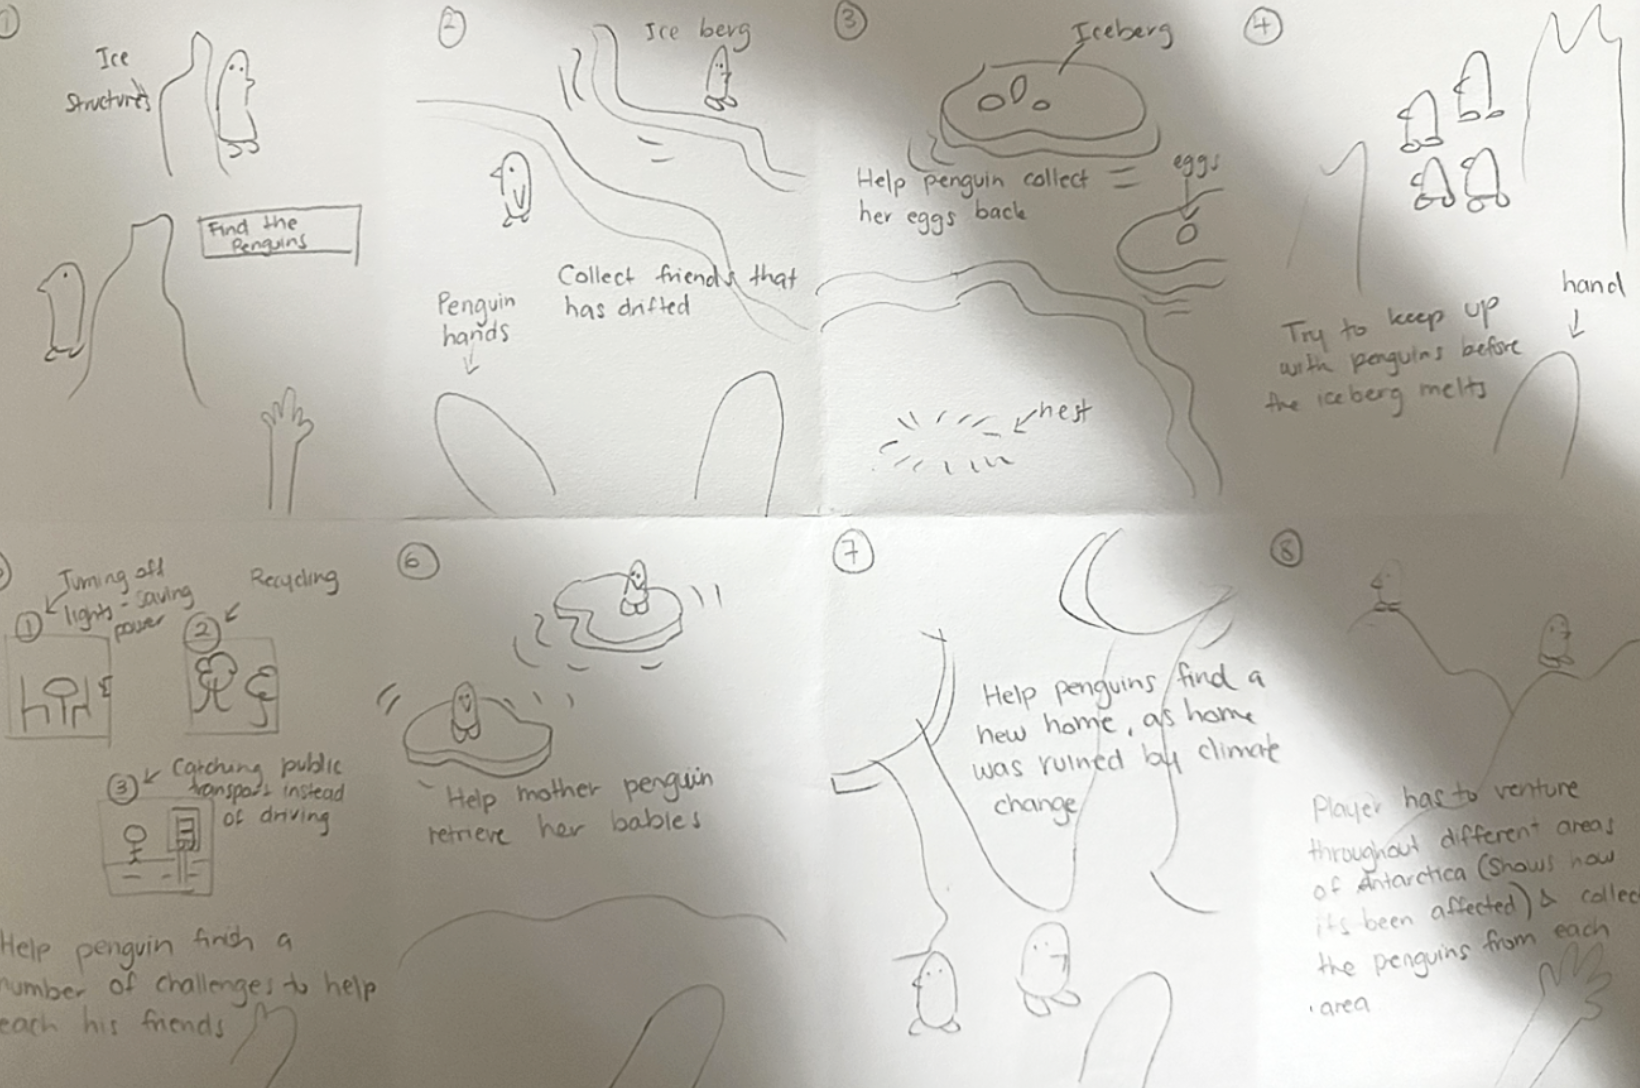 1
Ice
Structures
Find the
Penguins
2
Ice berg
Penguin
hands
Collect friends that
has drifted
3
Iceberg
Help penguin collect
her eggs back
eggs
nest
4
Try to keep up
with penguins before
the iceberg melts
hand
1
Turning off
lights - saving
power
2
Recycling
3
Catching public
transport instead
of driving
Help penguin finish a
number of challenges to help
each his friends
6
Help mother penguin
retrieve her babies
7
Help penguins find a
new home, as home
was ruined by climate
change
8
Player has to venture
throughout different areas
of Antarctica (Shows how
it's been affected) & collec
the penguins from each
area